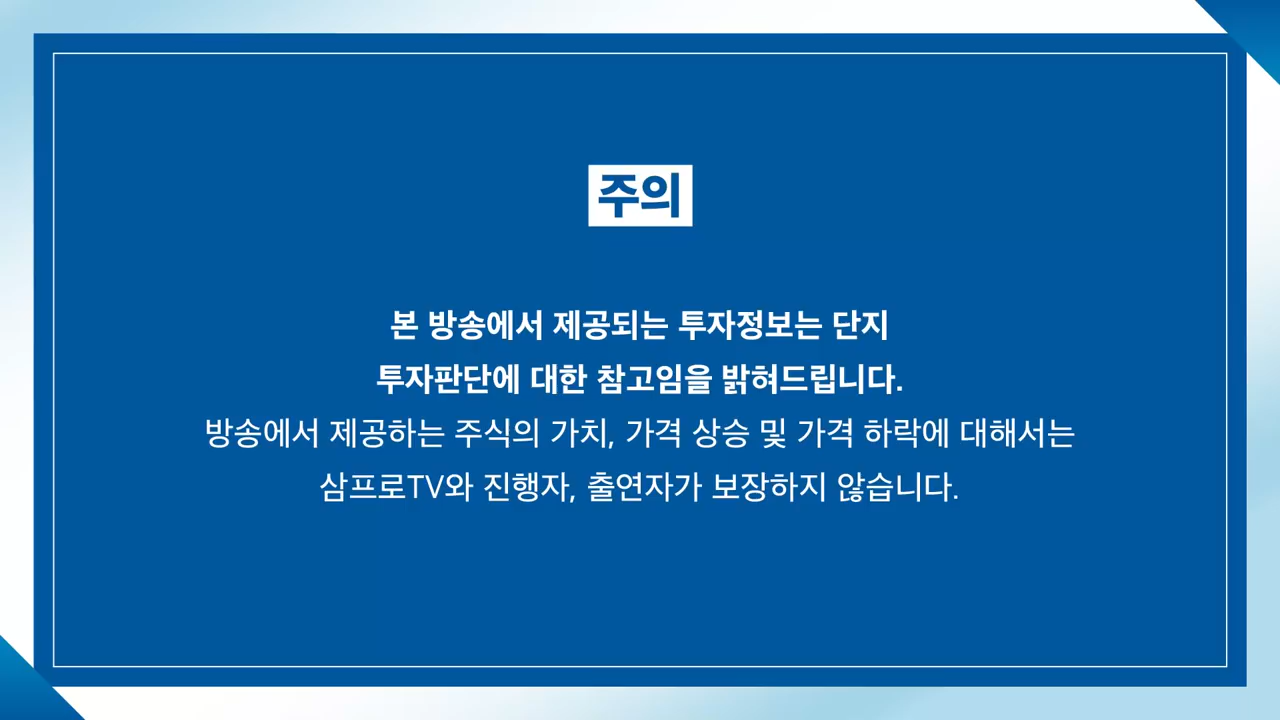 주의
본 방송에서 제공되는 투자정보는 단지
투자판단에 대한 참고임을 밝혀드립니다.
방송에서 제공하는 주식의 가치, 가격 상승 및 가격 하락에 대해서는
삼프로TV와 진행자, 출연자가 보장하지 않습니다.